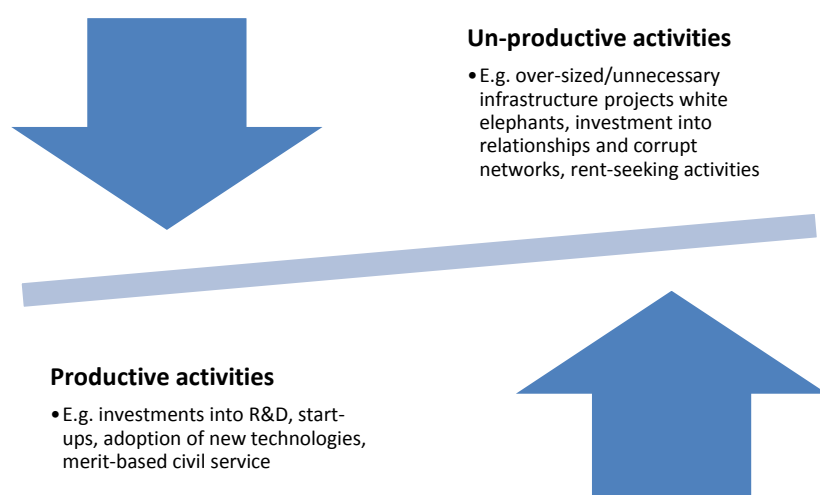 Un-productive activities
•E.g. over-sized/unnecessary
infrastructure projects white
elephants, investment into
relationships and corrupt
networks, rent-seeking activities
Productive activities
•E.g. investments into R&D, start-
ups, adoption of new technologies,
merit-based civil service